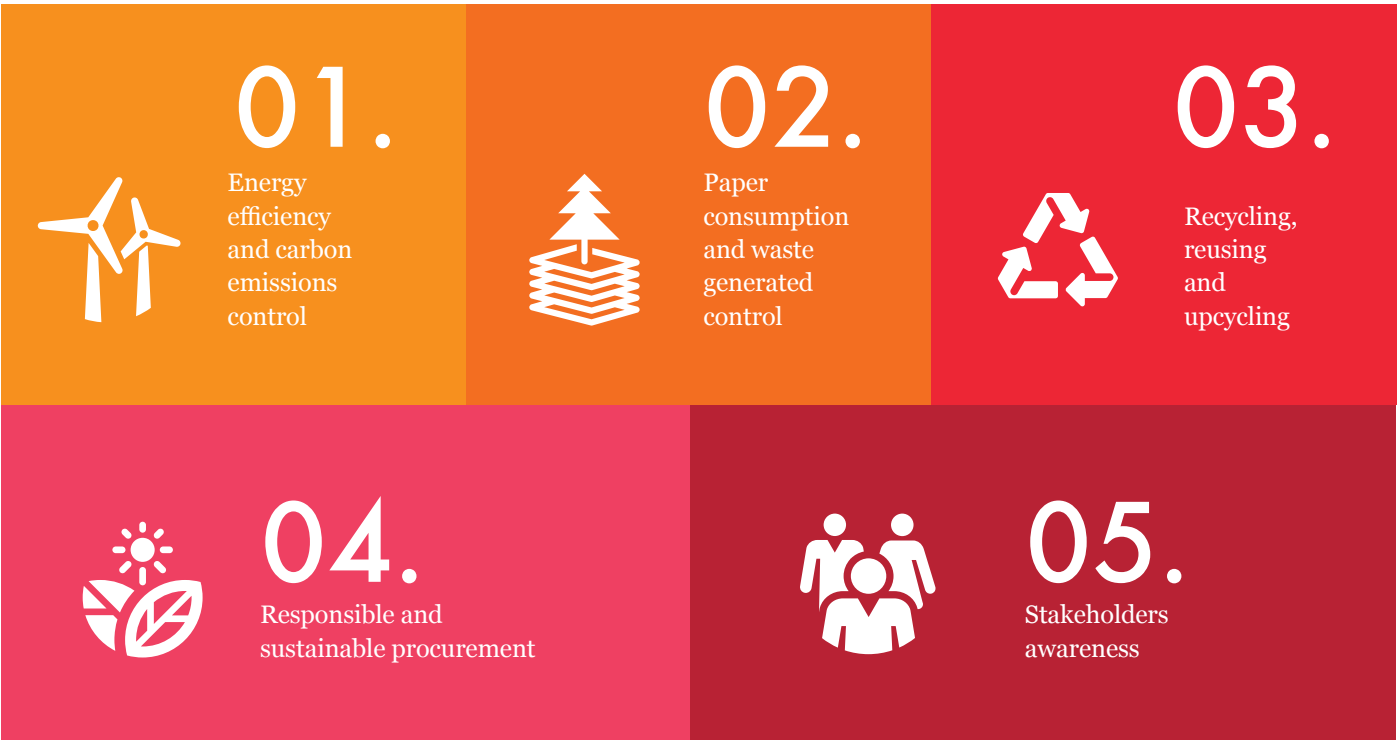 01.
Energy
efficiency
and carbon
emissions
control
02.
Paper
consumption
and waste
generated
control
03.
Recycling,
reusing
and
upcycling
04.
Responsible and
sustainable procurement
05.
Stakeholders
awareness